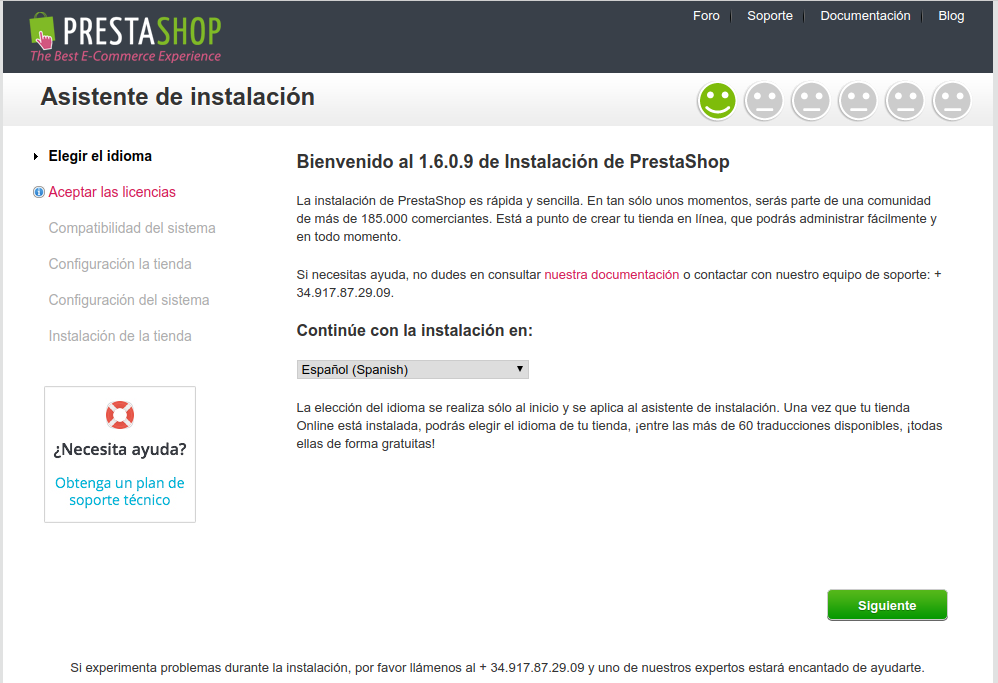 PRESTASHOP
The Best E-Commerce Experience
Foro
Soporte
Documentación
Blog
Asistente de instalación
Elegir el idioma
Aceptar las licencias
Compatibilidad del sistema
Configuración la tienda
Configuración del sistema
Instalación de la tienda
¿Necesita ayuda?
Obtenga un plan de
soporte técnico
Bienvenido al 1.6.0.9 de Instalación de PrestaShop
La instalación de PrestaShop es rápida y sencilla. En tan sólo unos momentos, serás parte de una comunidad
de más de 185.000 comerciantes. Está a punto de crear tu tienda en línea, que podrás administrar fácilmente y
en todo momento.
Si necesitas ayuda, no dudes en consultar nuestra documentación o contactar con nuestro equipo de soporte: +
34.917.87.29.09.
Continúe con la instalación en:
Español (Spanish)
La elección del idioma se realiza sólo al inicio y se aplica al asistente de instalación. Una vez que tu tienda
Online está instalada, podrás elegir el idioma de tu tienda, ¡entre las más de 60 traducciones disponibles, ¡todas
ellas de forma gratuitas!
Siguiente
Si experimenta problemas durante la instalación, por favor llámenos al + 34.917.87.29.09 y uno de nuestros expertos estará encantado de ayudarte.